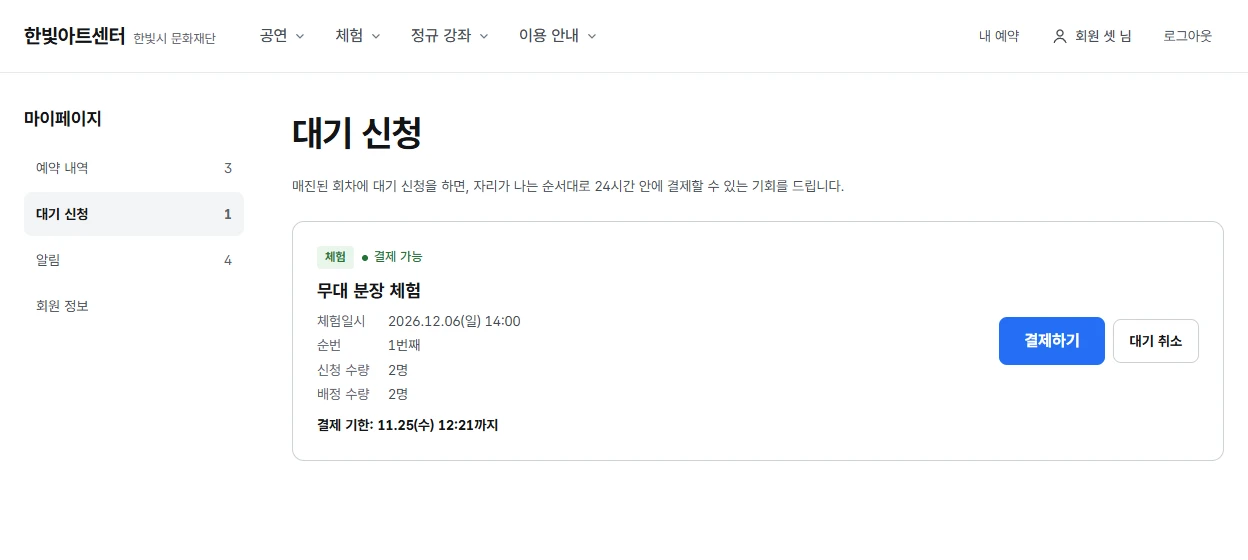 한빛아트센터 한빛시 문화재단 공연 체험 정규 강좌 이용 안내 내 예약 회원 셋 님 로그아웃
마이페이지
예약 내역 3
대기 신청 1
알림 4
회원 정보
대기 신청
매진된 회차에 대기 신청을 하면, 자리가 나는 순서대로 24시간 안에 결제할 수 있는 기회를 드립니다.
체험 결제 가능
무대 분장 체험
체험일시 2026.12.06(일) 14:00
순번 1번째
신청 수량 2명
배정 수량 2명
결제 기한: 11.25(수) 12:21까지
결제하기 대기 취소